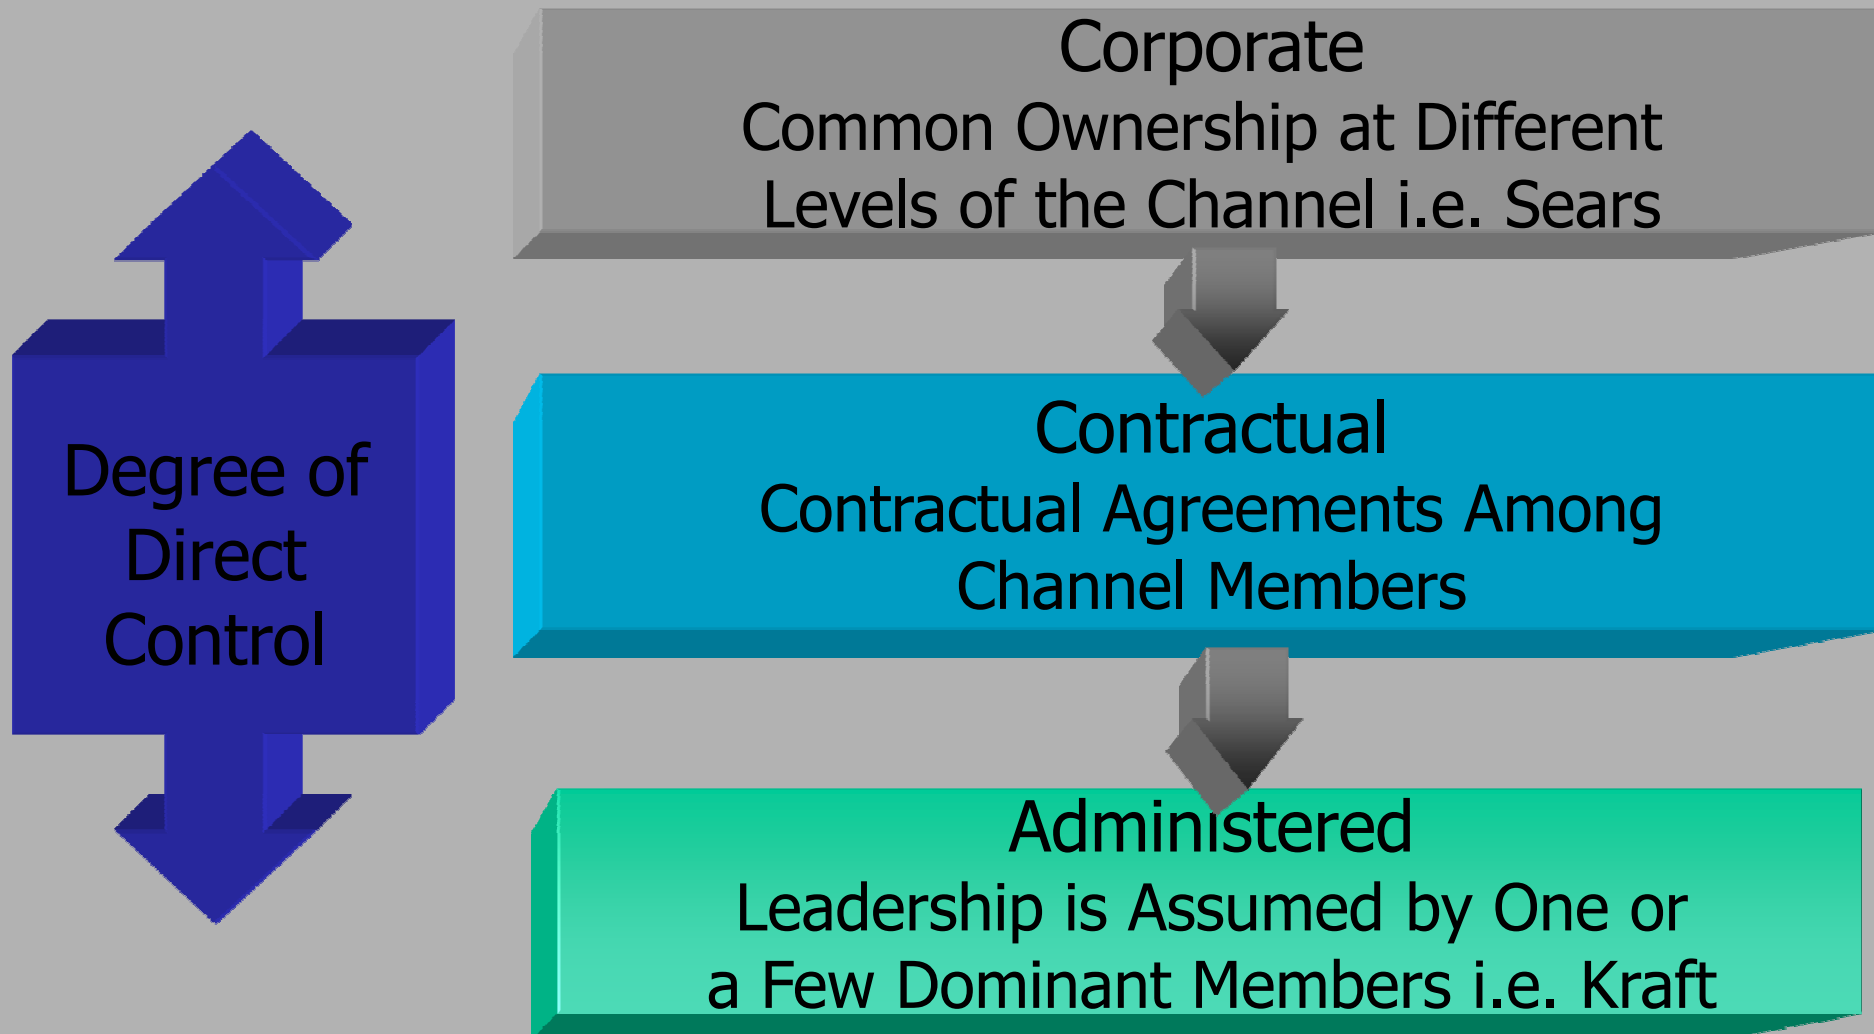 Corporate
Common Ownership at Different
Levels of the Channel i.e. Sears
Degree of
Direct
Control
Contractual
Contractual Agreements Among
Channel Members
Administered
Leadership is Assumed by One or
a Few Dominant Members i.e. Kraft